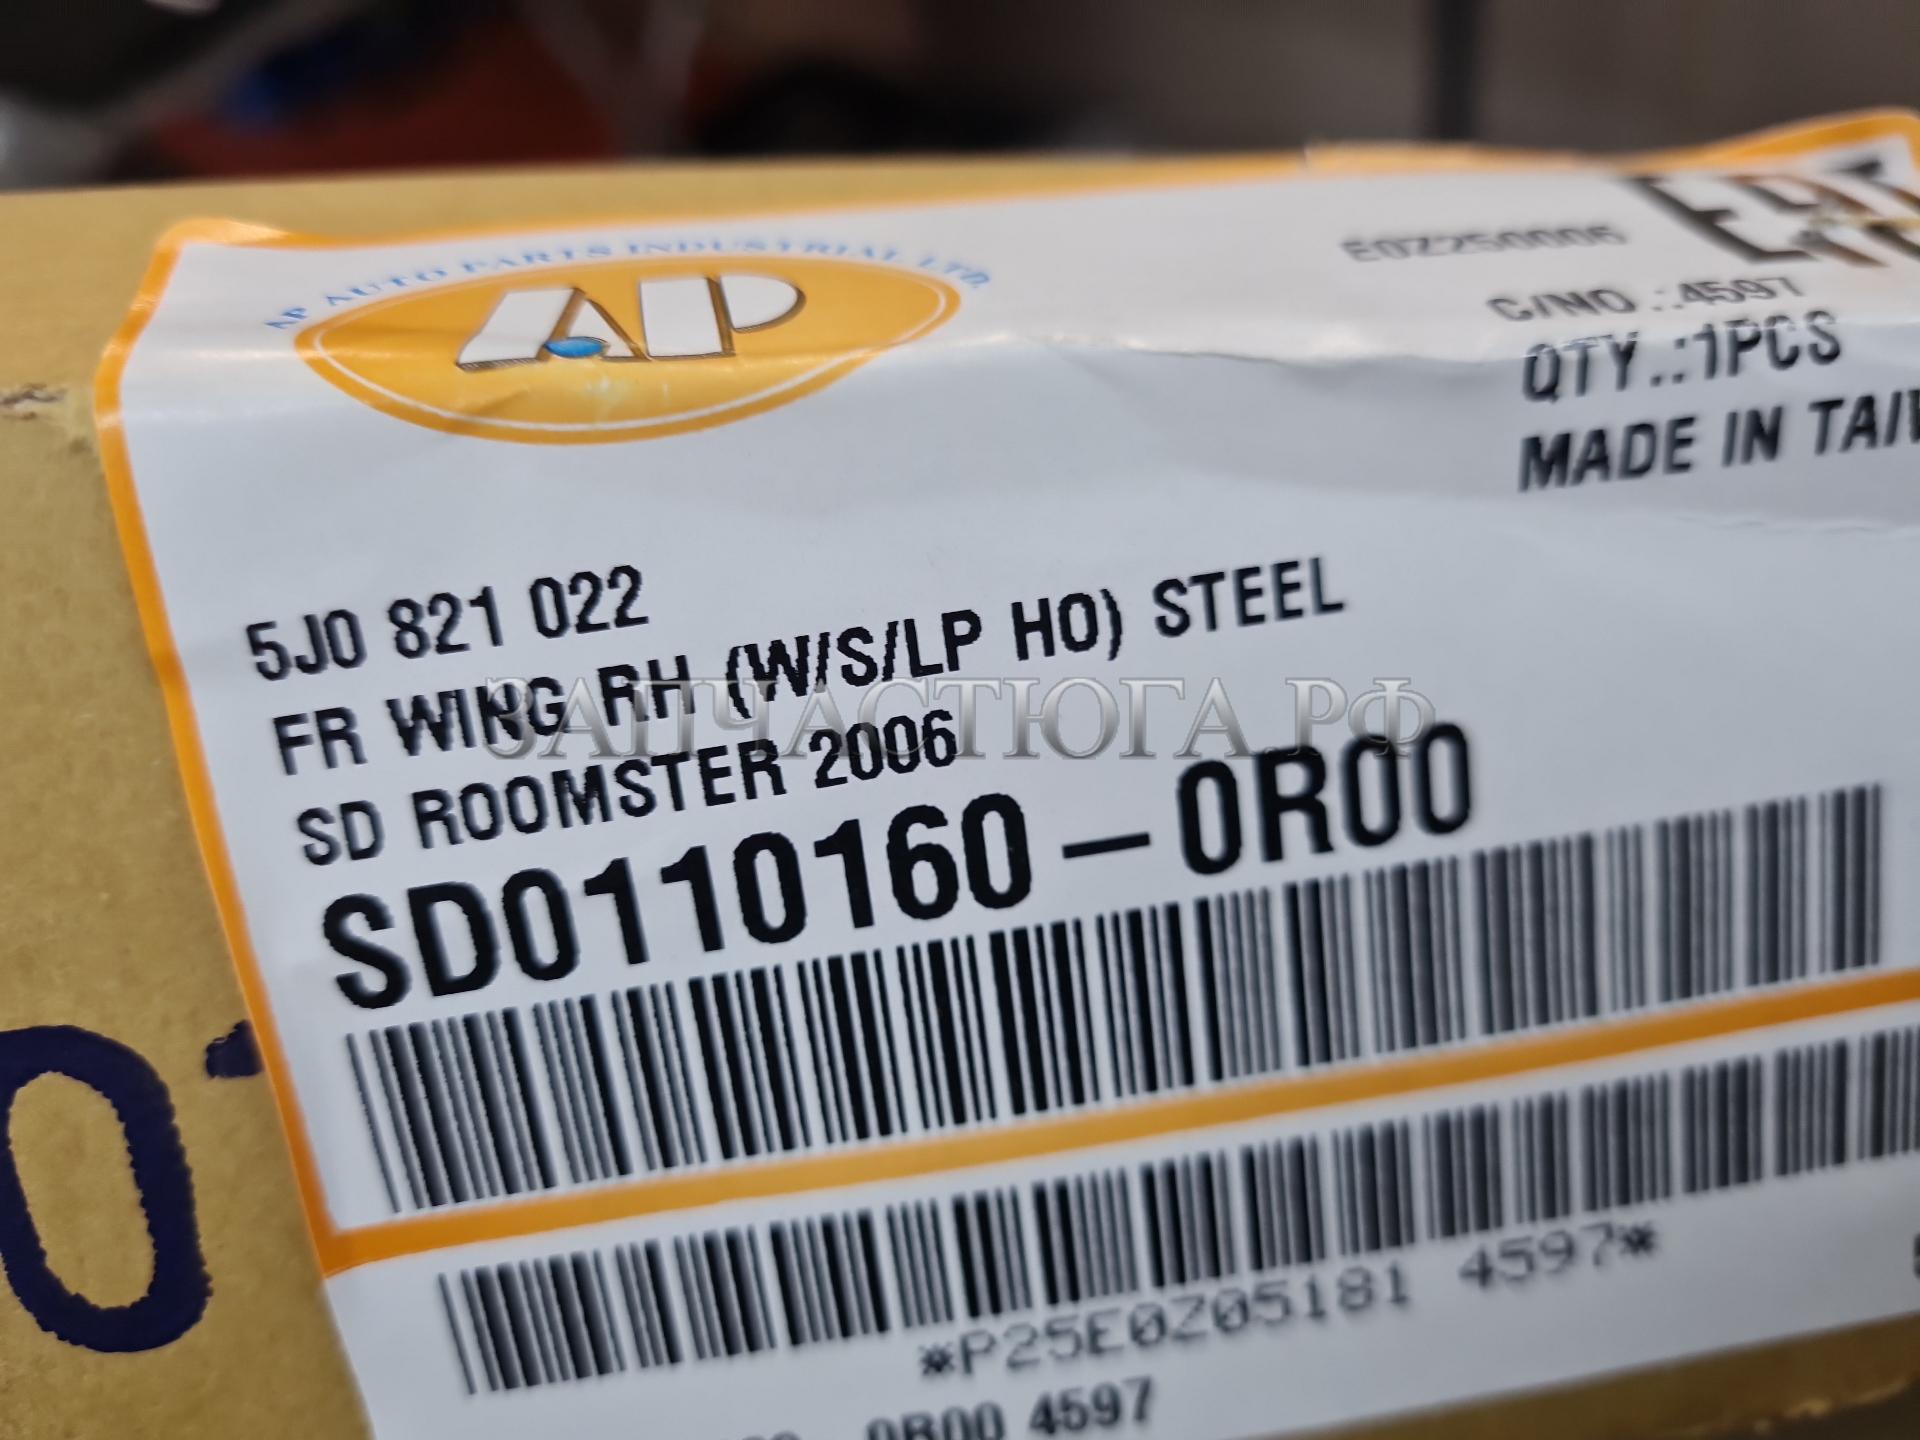 AP AUTO PARTS INDUSTRIAL LTD.
AP
E0Z250006
C/NO.:4597
QTY.:1PCS
MADE IN
5J0 821 022
FR WING RH (W/S/LP HO) STEEL
ЗАПЧАСТЮГА.РФ
SD ROOMSTER 2006
SD0110160-0R00
*P25E0Z05181 4597*
0R00 4597